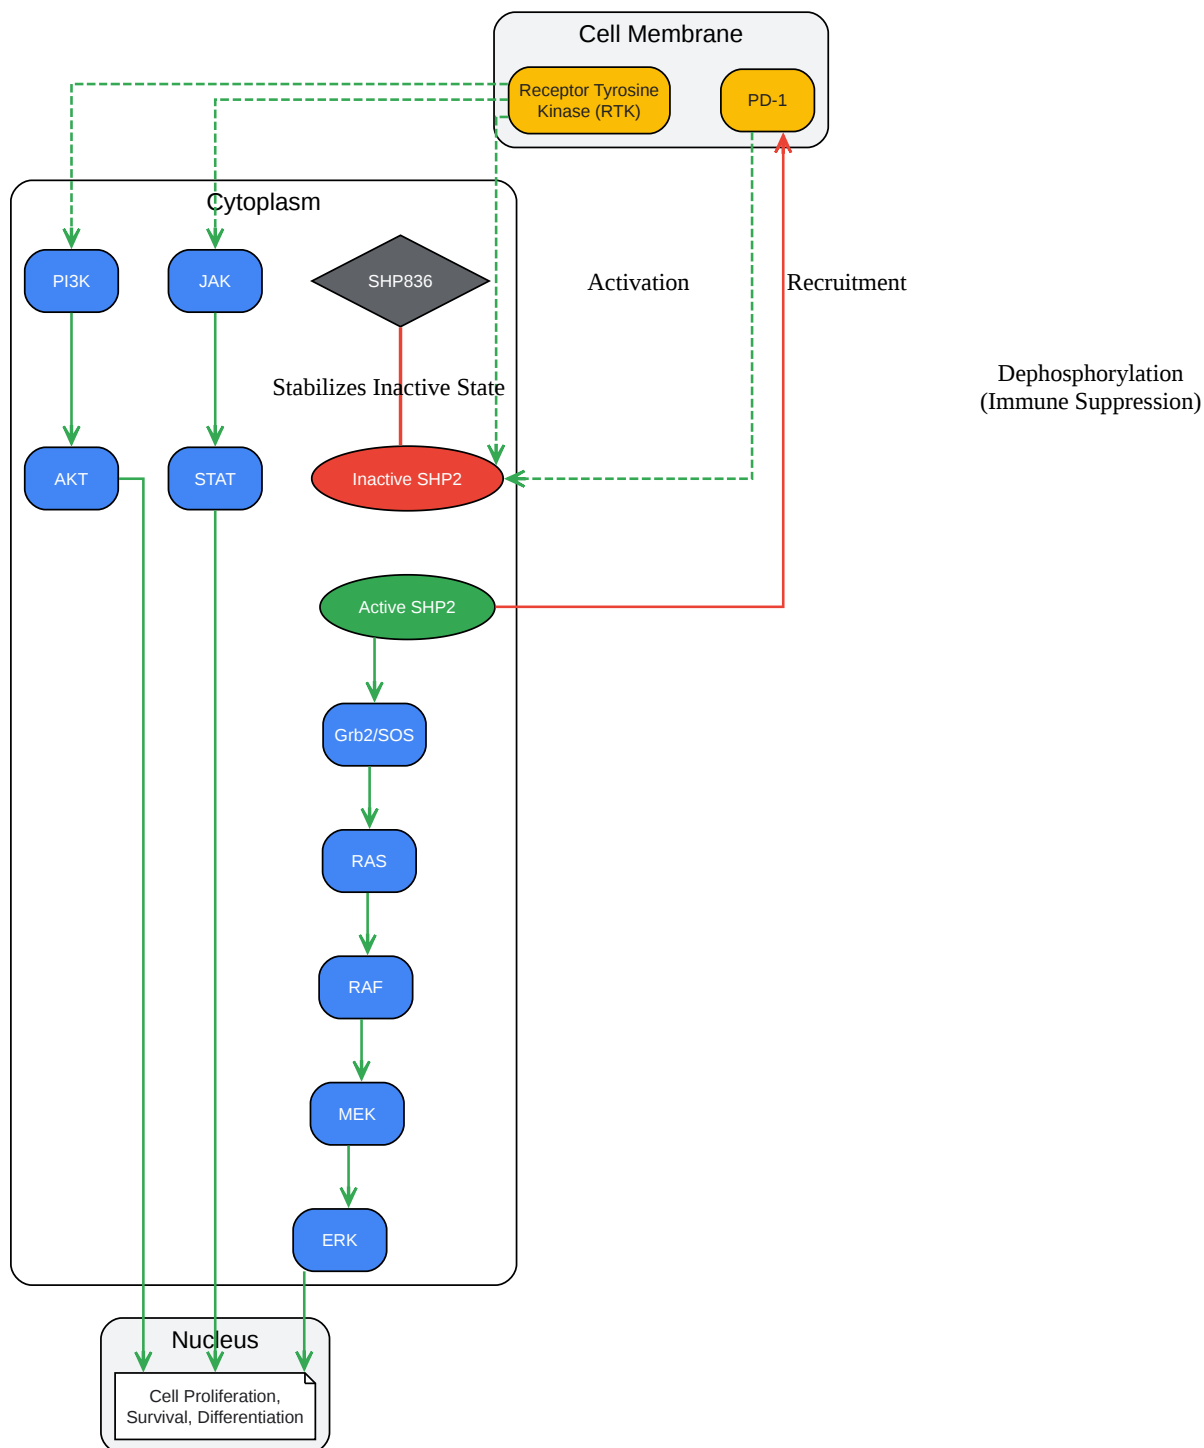 Cell Membrane
Receptor Tyrosine
Kinase (RTK)
PD-1
Cytoplasm
PI3K
JAK
SHP836
Activation
Recruitment
Stabilizes Inactive State
Dephosphorylation
(Immune Suppression)
AKT
STAT
Inactive SHP2
Active SHP2
Grb2/SOS
RAS
RAF
MEK
ERK
Nucleus
Cell Proliferation,
Survival, Differentiation